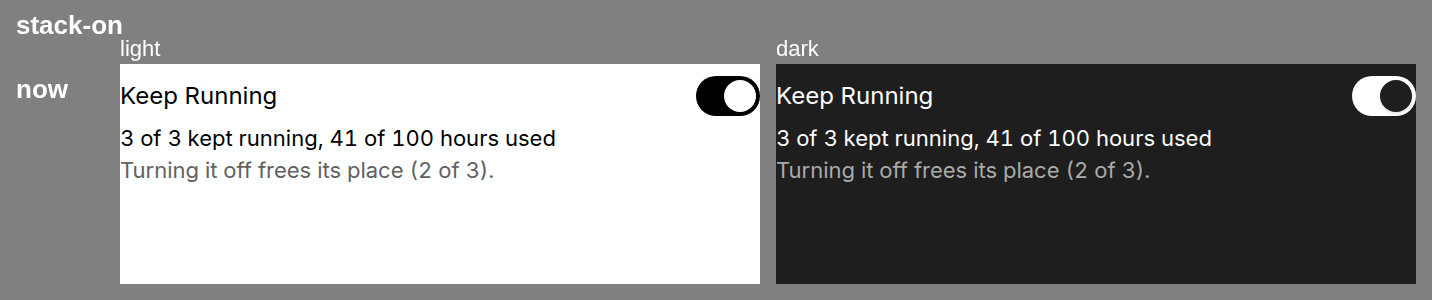 stack-on
light
dark
now
Keep Running
3 of 3 kept running, 41 of 100 hours used
Turning it off frees its place (2 of 3).
Keep Running
3 of 3 kept running, 41 of 100 hours used
Turning it off frees its place (2 of 3).